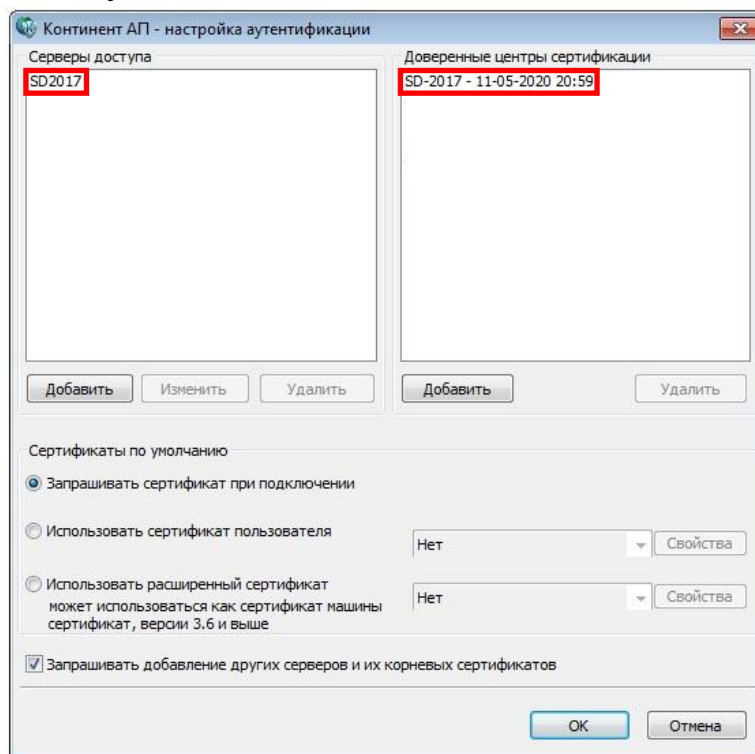 Континент АП - настройка аутентификации
Серверы доступа
SD2017
Добавить
Изменить
Удалить
Доверенные центры сертификации
SD-2017 - 11-05-2020 20:59
Добавить
Удалить
Сертификаты по умолчанию
Запрашивать сертификат при подключении
Использовать сертификат пользователя
Нет
Свойства
Использовать расширенный сертификат
может использоваться как сертификат машины
сертификат, версии 3.6 и выше
Нет
Свойства
Запрашивать добавление других серверов и их корневых сертификатов
OK
Отмена